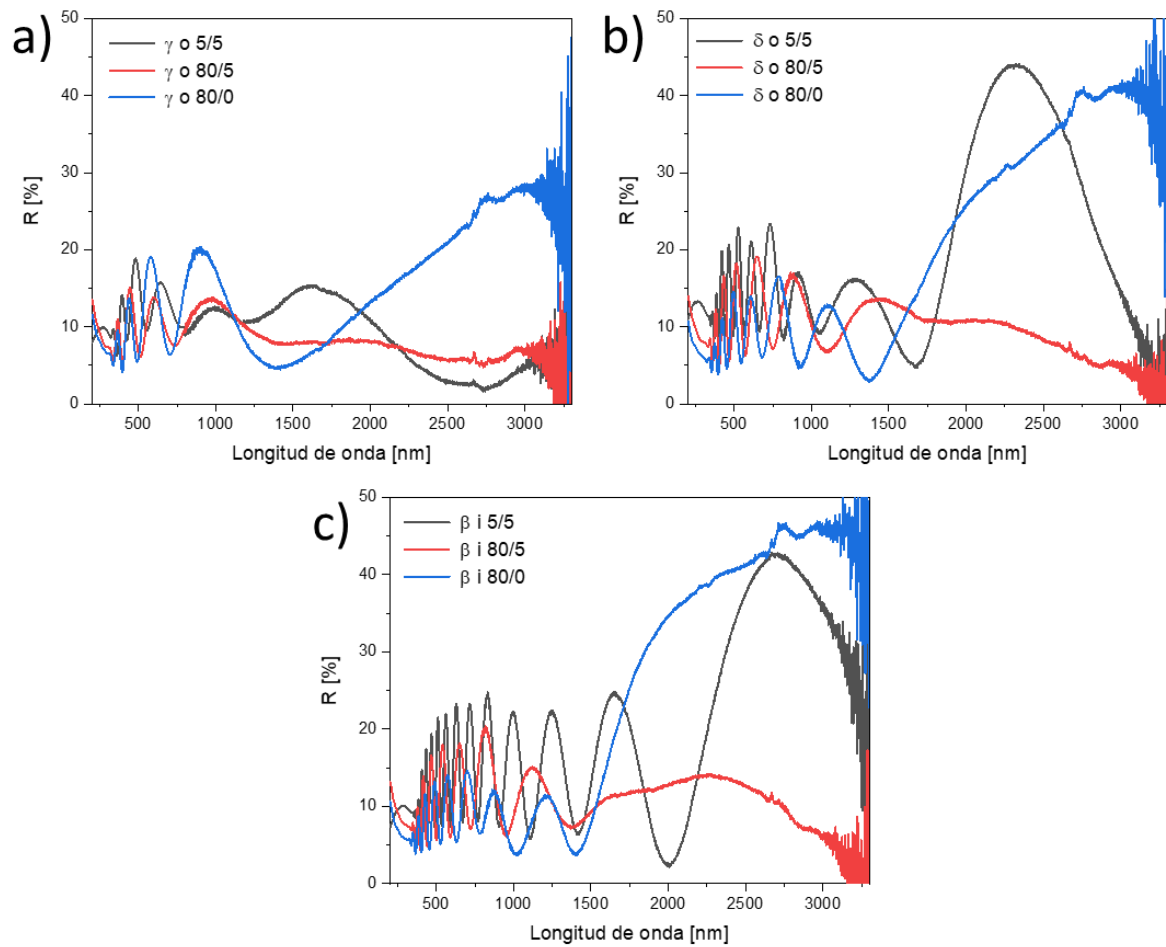 a)
γ o 5/5
γ o 80/5
γ o 80/0
R [%]
50
40
30
20
10
0
500 1000 1500 2000 2500 3000
Longitud de onda [nm]
b)
δ o 5/5
δ o 80/5
δ o 80/0
R [%]
50
40
30
20
10
0
500 1000 1500 2000 2500 3000
Longitud de onda [nm]
c)
β i 5/5
β i 80/5
β i 80/0
R [%]
50
40
30
20
10
0
500 1000 1500 2000 2500 3000
Longitud de onda [nm]